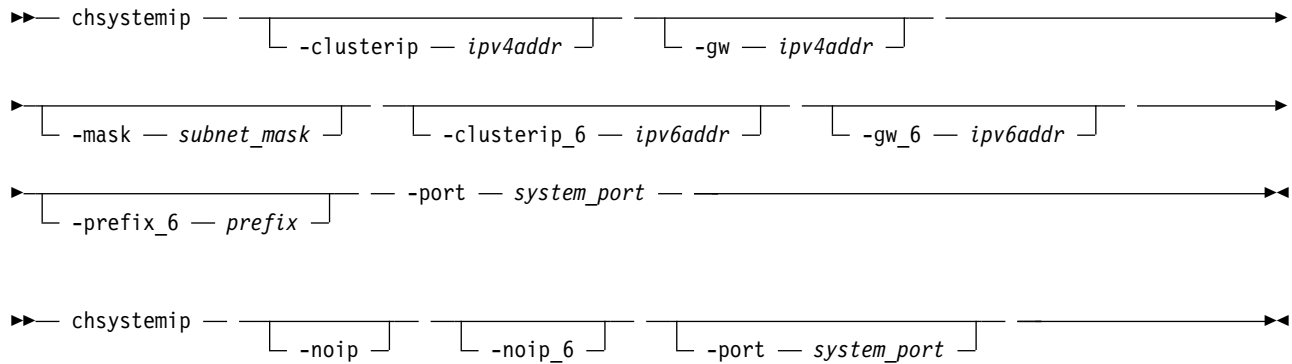 ▶▶— chsystemip — -clusterip — ipv4addr — -gw — ipv4addr
-mask — subnet_mask — -clusterip_6 — ipv6addr — -gw_6 — ipv6addr
-prefix_6 — prefix — -port — system_port
▶▶— chsystemip — -noip — -noip_6 — -port — system_port